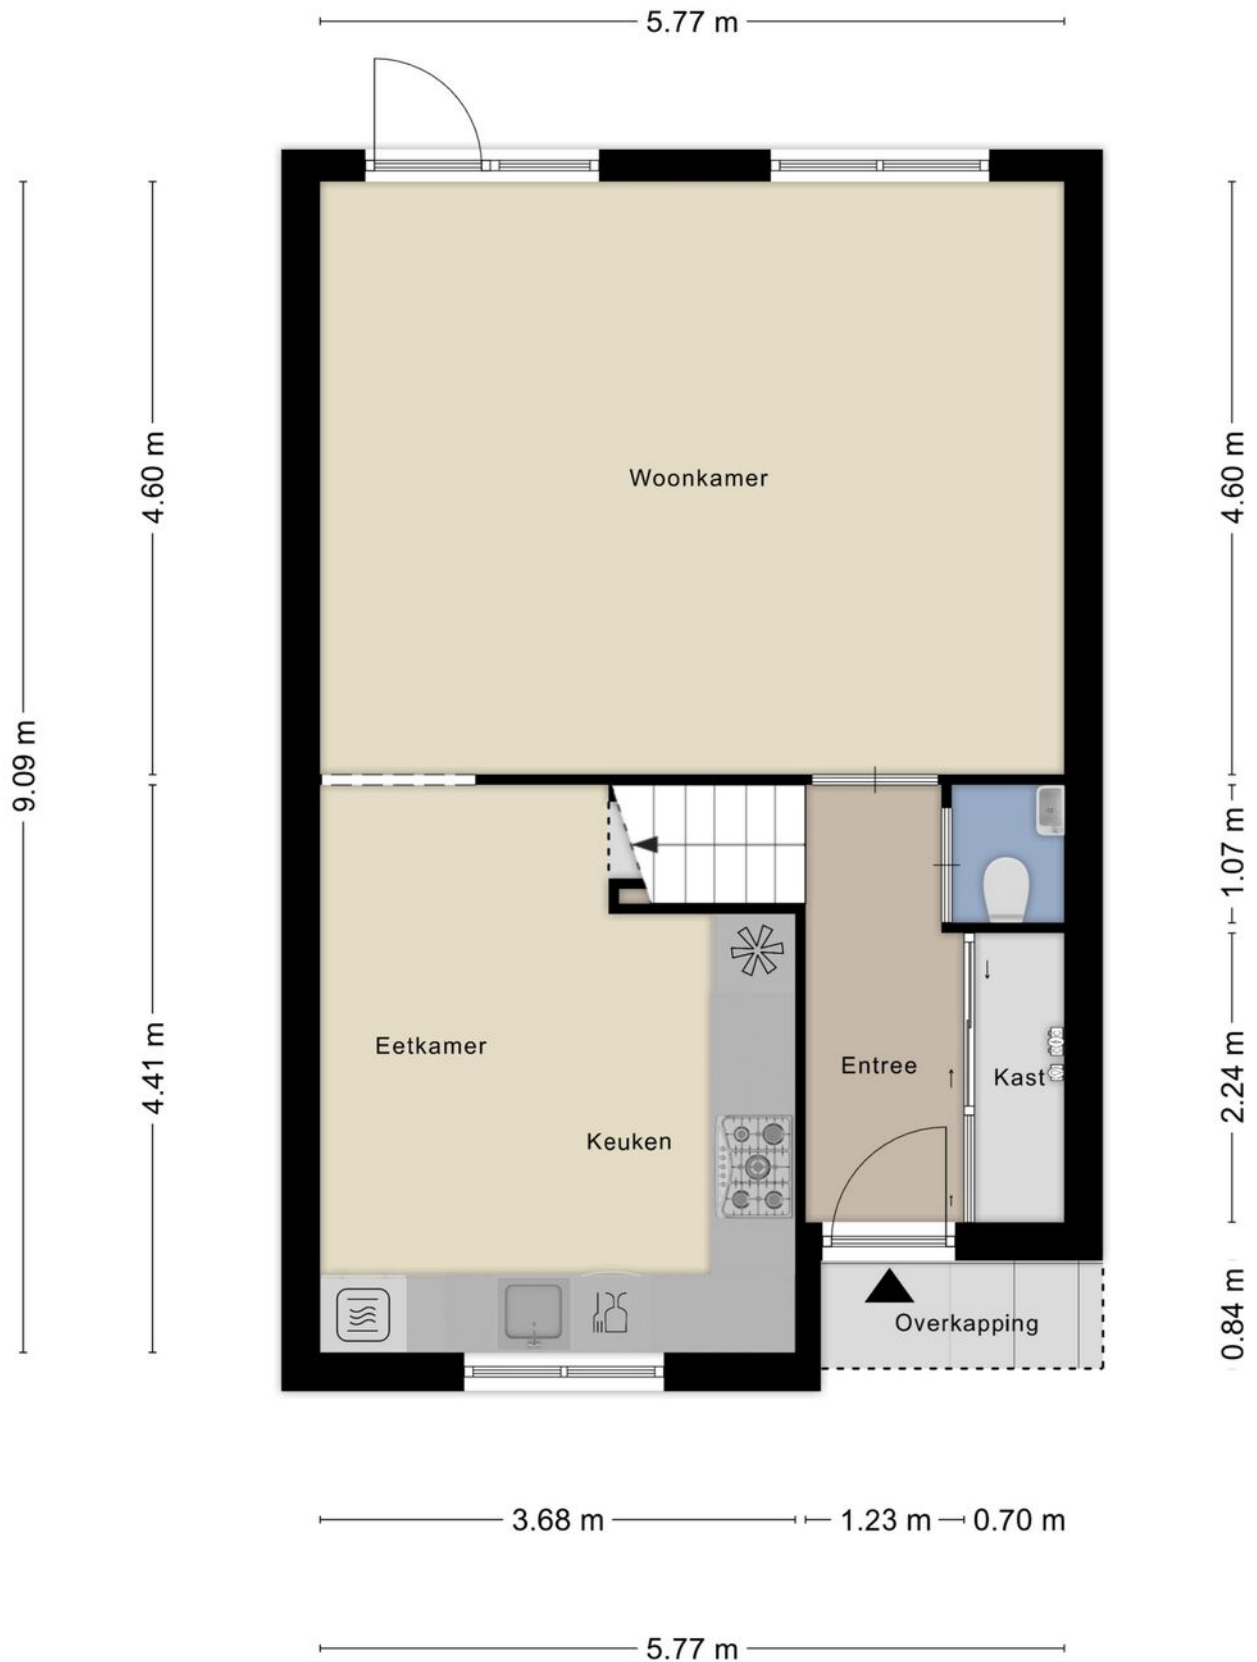 5.77 m
Woonkamer
4.60 m
4.60 m
9.09 m
1.07 m
Eetkamer
4.41 m
Entree
Kast
2.24 m
Keuken
Overkapping
0.84 m
3.68 m
1.23 m
0.70 m
5.77 m